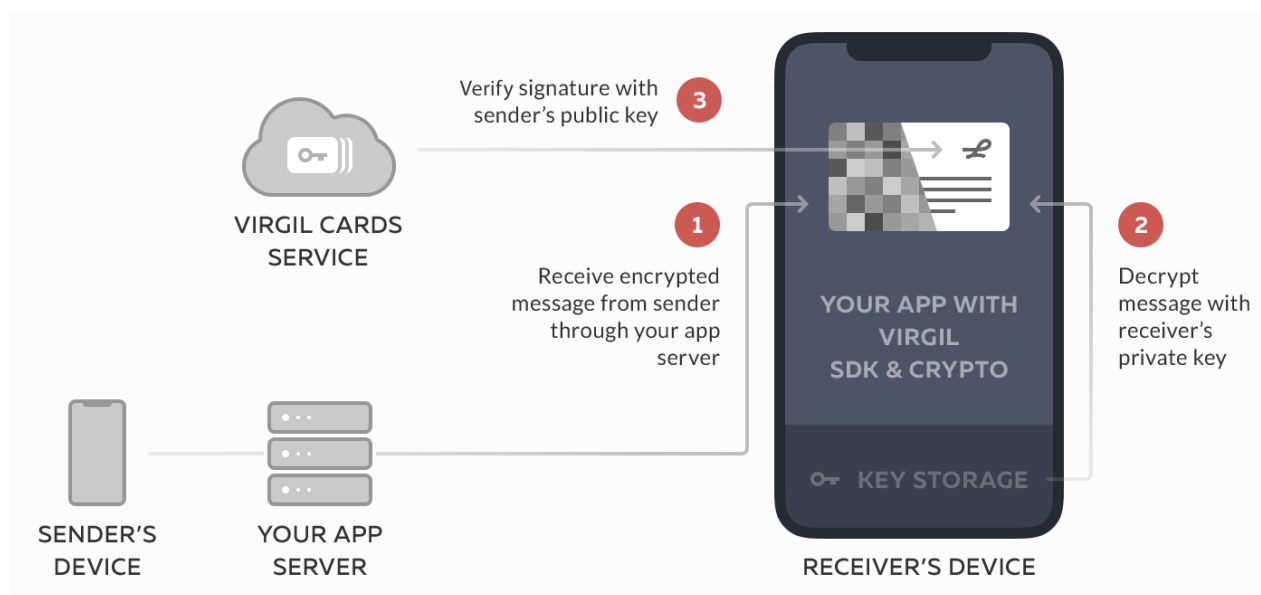 Verify signature with
sender’s public key
3
VIRGIL CARDS
SERVICE
1
Receive encrypted
message from sender
through your app
server
2
Decrypt
message with
receiver’s
private key
YOUR APP WITH
VIRGIL
SDK & CRYPTO
KEY STORAGE
SENDER’S
DEVICE
YOUR APP
SERVER
RECEIVER’S DEVICE